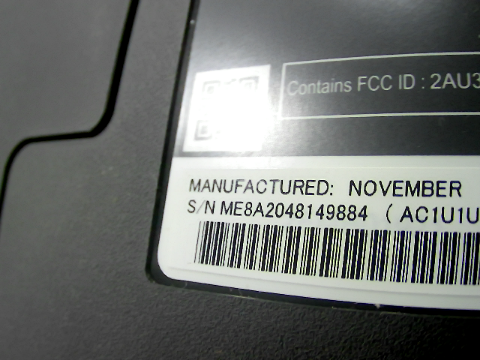 Contains FCC ID : 2AU3
MANUFACTURED: NOVEMBER
S/N ME8A2048149884 ( AC1U1U